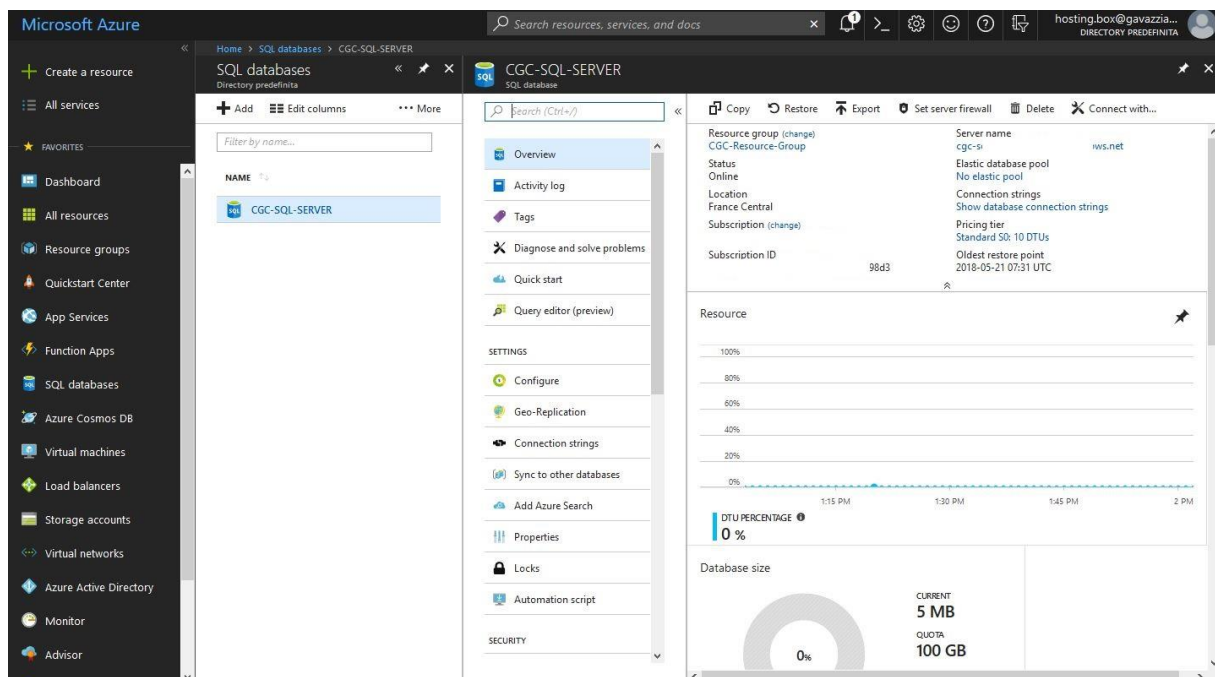 Microsoft Azure
Search resources, services, and docs
hosting.box@gavazzia...
DIRECTORY PREDEFINITA
Home > SQL databases > CGC-SQL-SERVER
Create a resource
All services
FAVORITES
Dashboard
All resources
Resource groups
Quickstart Center
App Services
Function Apps
SQL databases
Azure Cosmos DB
Virtual machines
Load balancers
Storage accounts
Virtual networks
Azure Active Directory
Monitor
Advisor
SQL databases
Directory predefinita
Add Edit columns More
Filter by name...
NAME
CGC-SQL-SERVER
CGC-SQL-SERVER
SQL database
Search (Ctrl+/)
Overview
Activity log
Tags
Diagnose and solve problems
Quick start
Query editor (preview)
SETTINGS
Configure
Geo-Replication
Connection strings
Sync to other databases
Add Azure Search
Properties
Locks
Automation script
SECURITY
Copy Restore Export Set server firewall Delete Connect with...
Resource group (change)
CGC-Resource-Group
Status
Online
Location
France Central
Subscription (change)
Subscription ID
98d3
Server name
cgc-s ws.net
Elastic database pool
No elastic pool
Connection strings
Show database connection strings
Pricing tier
Standard S0: 10 DTUs
Oldest restore point
2018-05-21 07:31 UTC
Resource
100%
80%
60%
40%
20%
0%
1:15 PM 1:30 PM 1:45 PM 2 PM
DTU PERCENTAGE
0 %
Database size
0%
CURRENT
5 MB
QUOTA
100 GB